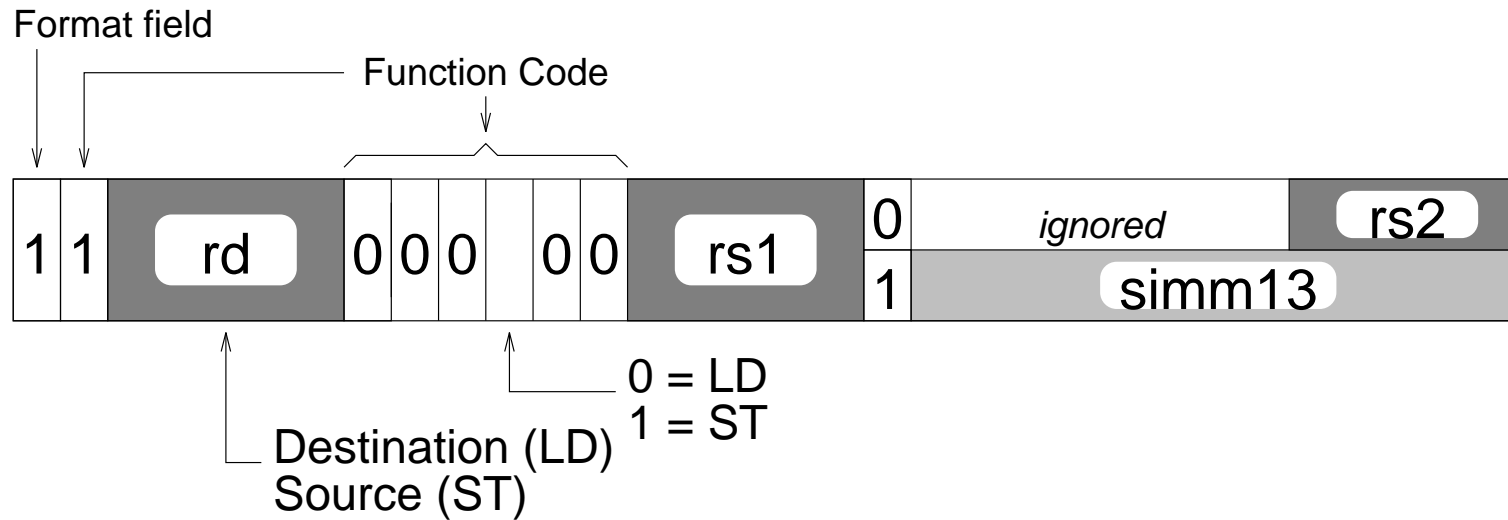 Format field
Function Code
1 1 rd 0 0 0 0 0 rs1 0 ignored rs2
1 simm13
0 = LD
1 = ST
Destination (LD)
Source (ST)